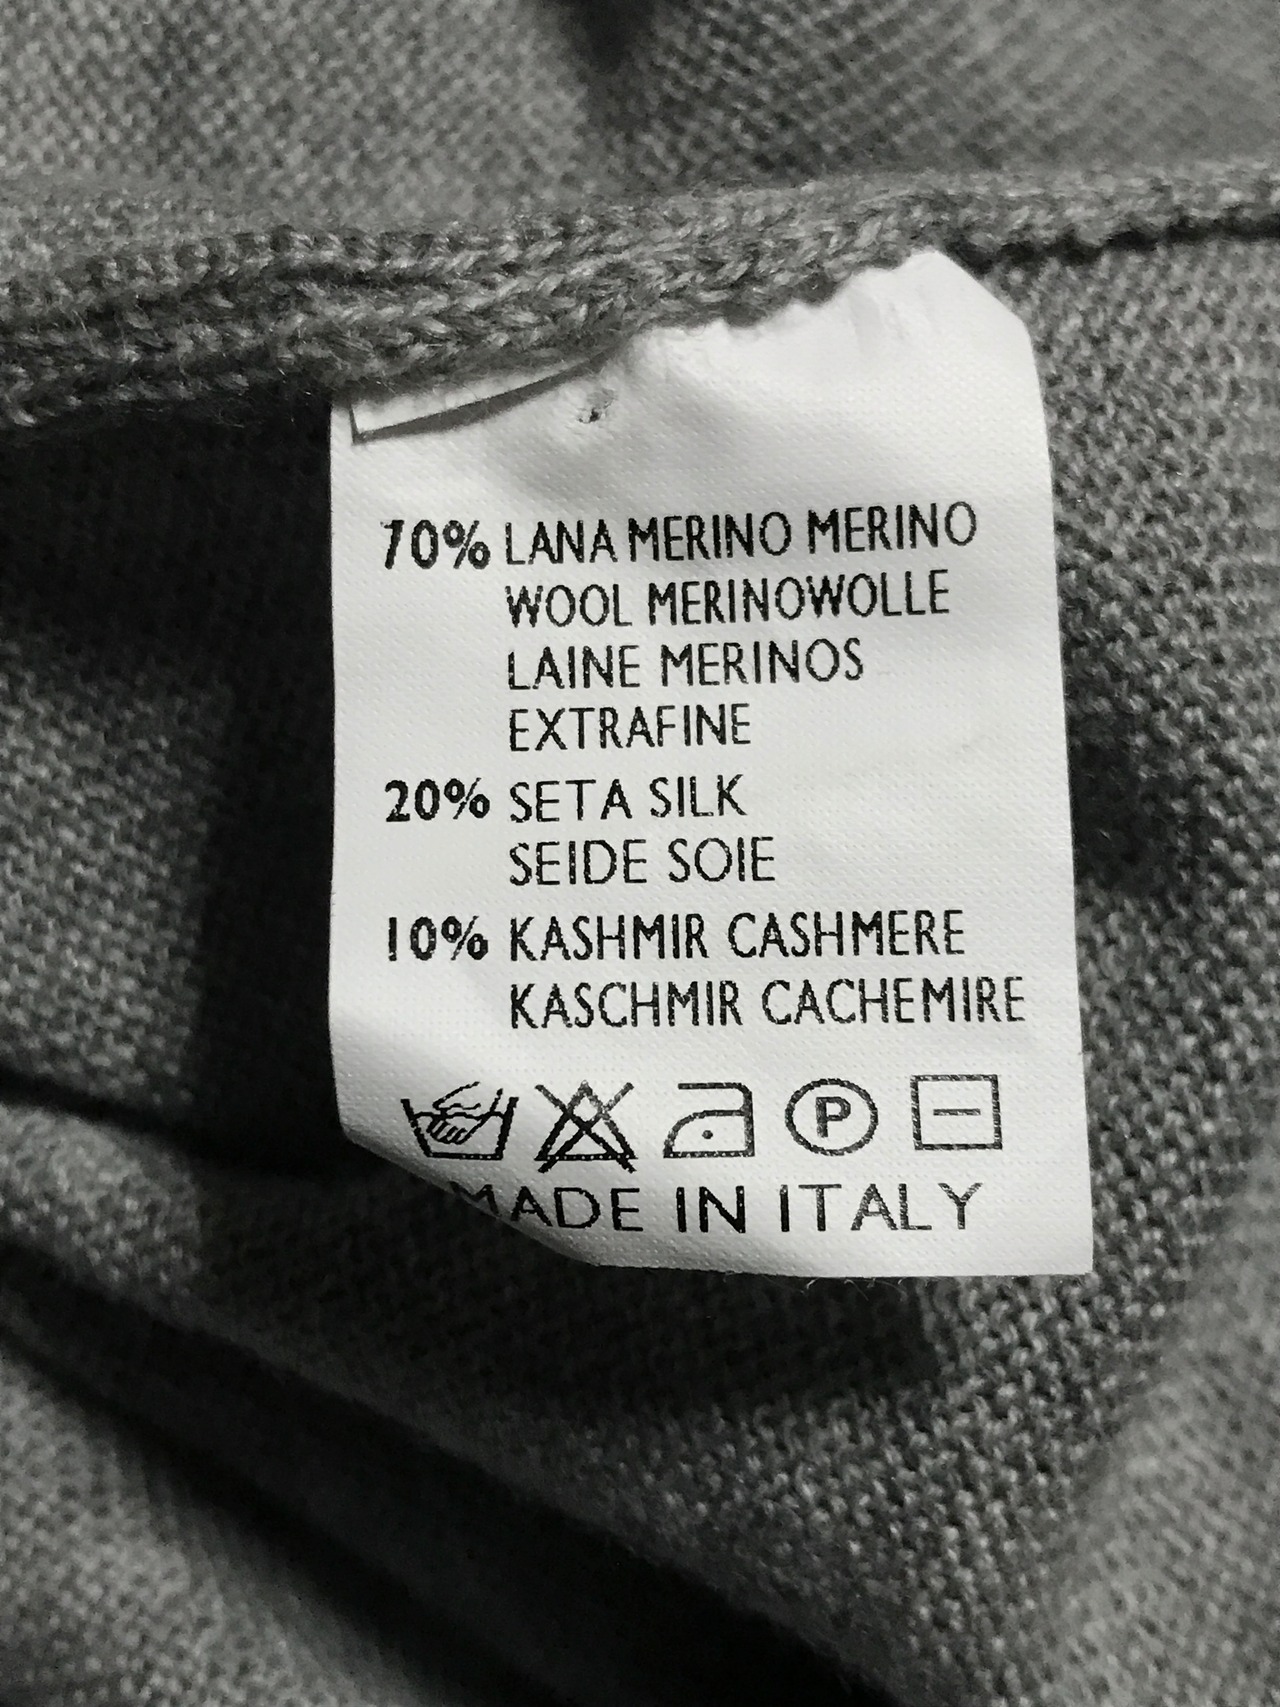 70% LANA MERINO MERINO
WOOL MERINOWOLLE
LAINE MERINOS
EXTRAFINE
20% SETA SILK
SEIDE SOIE
10% KASHMIR CASHMERE
KASCHMIR CACHEMIRE
P
MADE IN ITALY